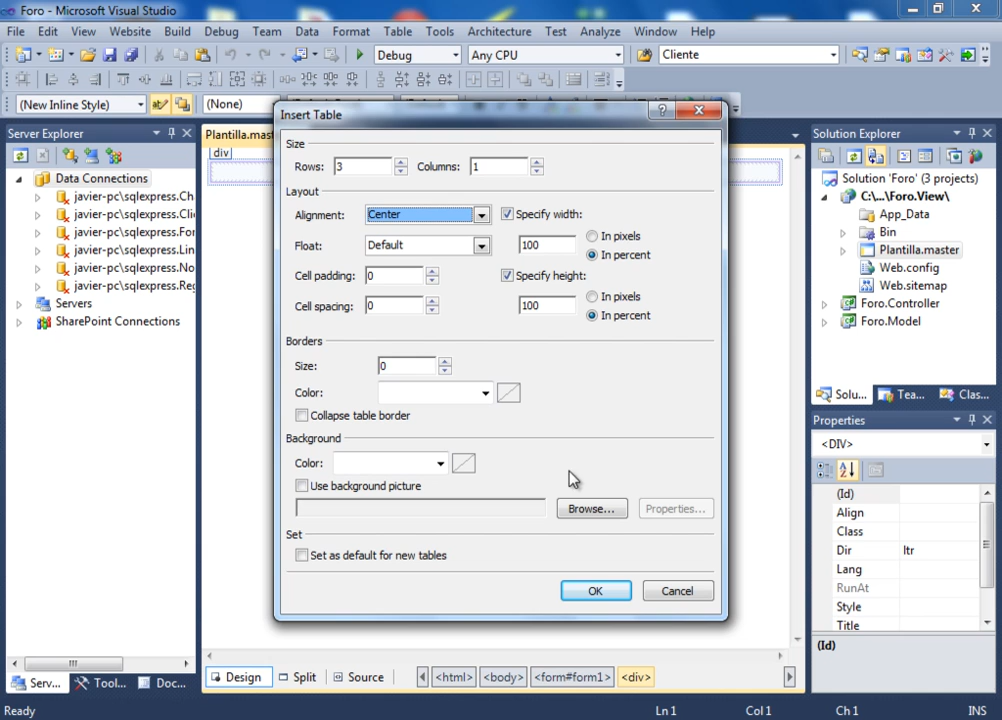 Foro - Microsoft Visual Studio
File Edit View Website Build Debug Team Data Format Table Tools Architecture Test Analyze Window Help
Debug Any CPU Cliente
(New Inline Style) (None)
Server Explorer
Data Connections
javier-pc\sqlexpress.Ch
javier-pc\sqlexpress.Cli
javier-pc\sqlexpress.For
javier-pc\sqlexpress.Lin
javier-pc\sqlexpress.No
javier-pc\sqlexpress.Reg
Servers
SharePoint Connections
Serv... Tool... Doc...
Plantilla.mast
div
Insert Table
Size
Rows: 3 Columns: 1
Layout
Alignment: Center Specify width:
Float: Default 100 In pixels
In percent
Cell padding: 0 Specify height:
Cell spacing: 0 100 In pixels
In percent
Borders
Size: 0
Color:
Collapse table border
Background
Color:
Use background picture
Browse... Properties...
Set
Set as default for new tables
OK Cancel
Design Split Source <html> <body> <form#form1> <div>
Solution Explorer
Solution 'Foro' (3 projects)
C:\...\Foro.View\
App_Data
Bin
Plantilla.master
Web.config
Web.sitemap
Foro.Controller
Foro.Model
Solu... Tea... Clas...
Properties
<DIV>
(Id)
Align
Class
Dir ltr
Lang
RunAt
Style
Title
(Id)
Ready Ln 1 Col 1 Ch 1 INS